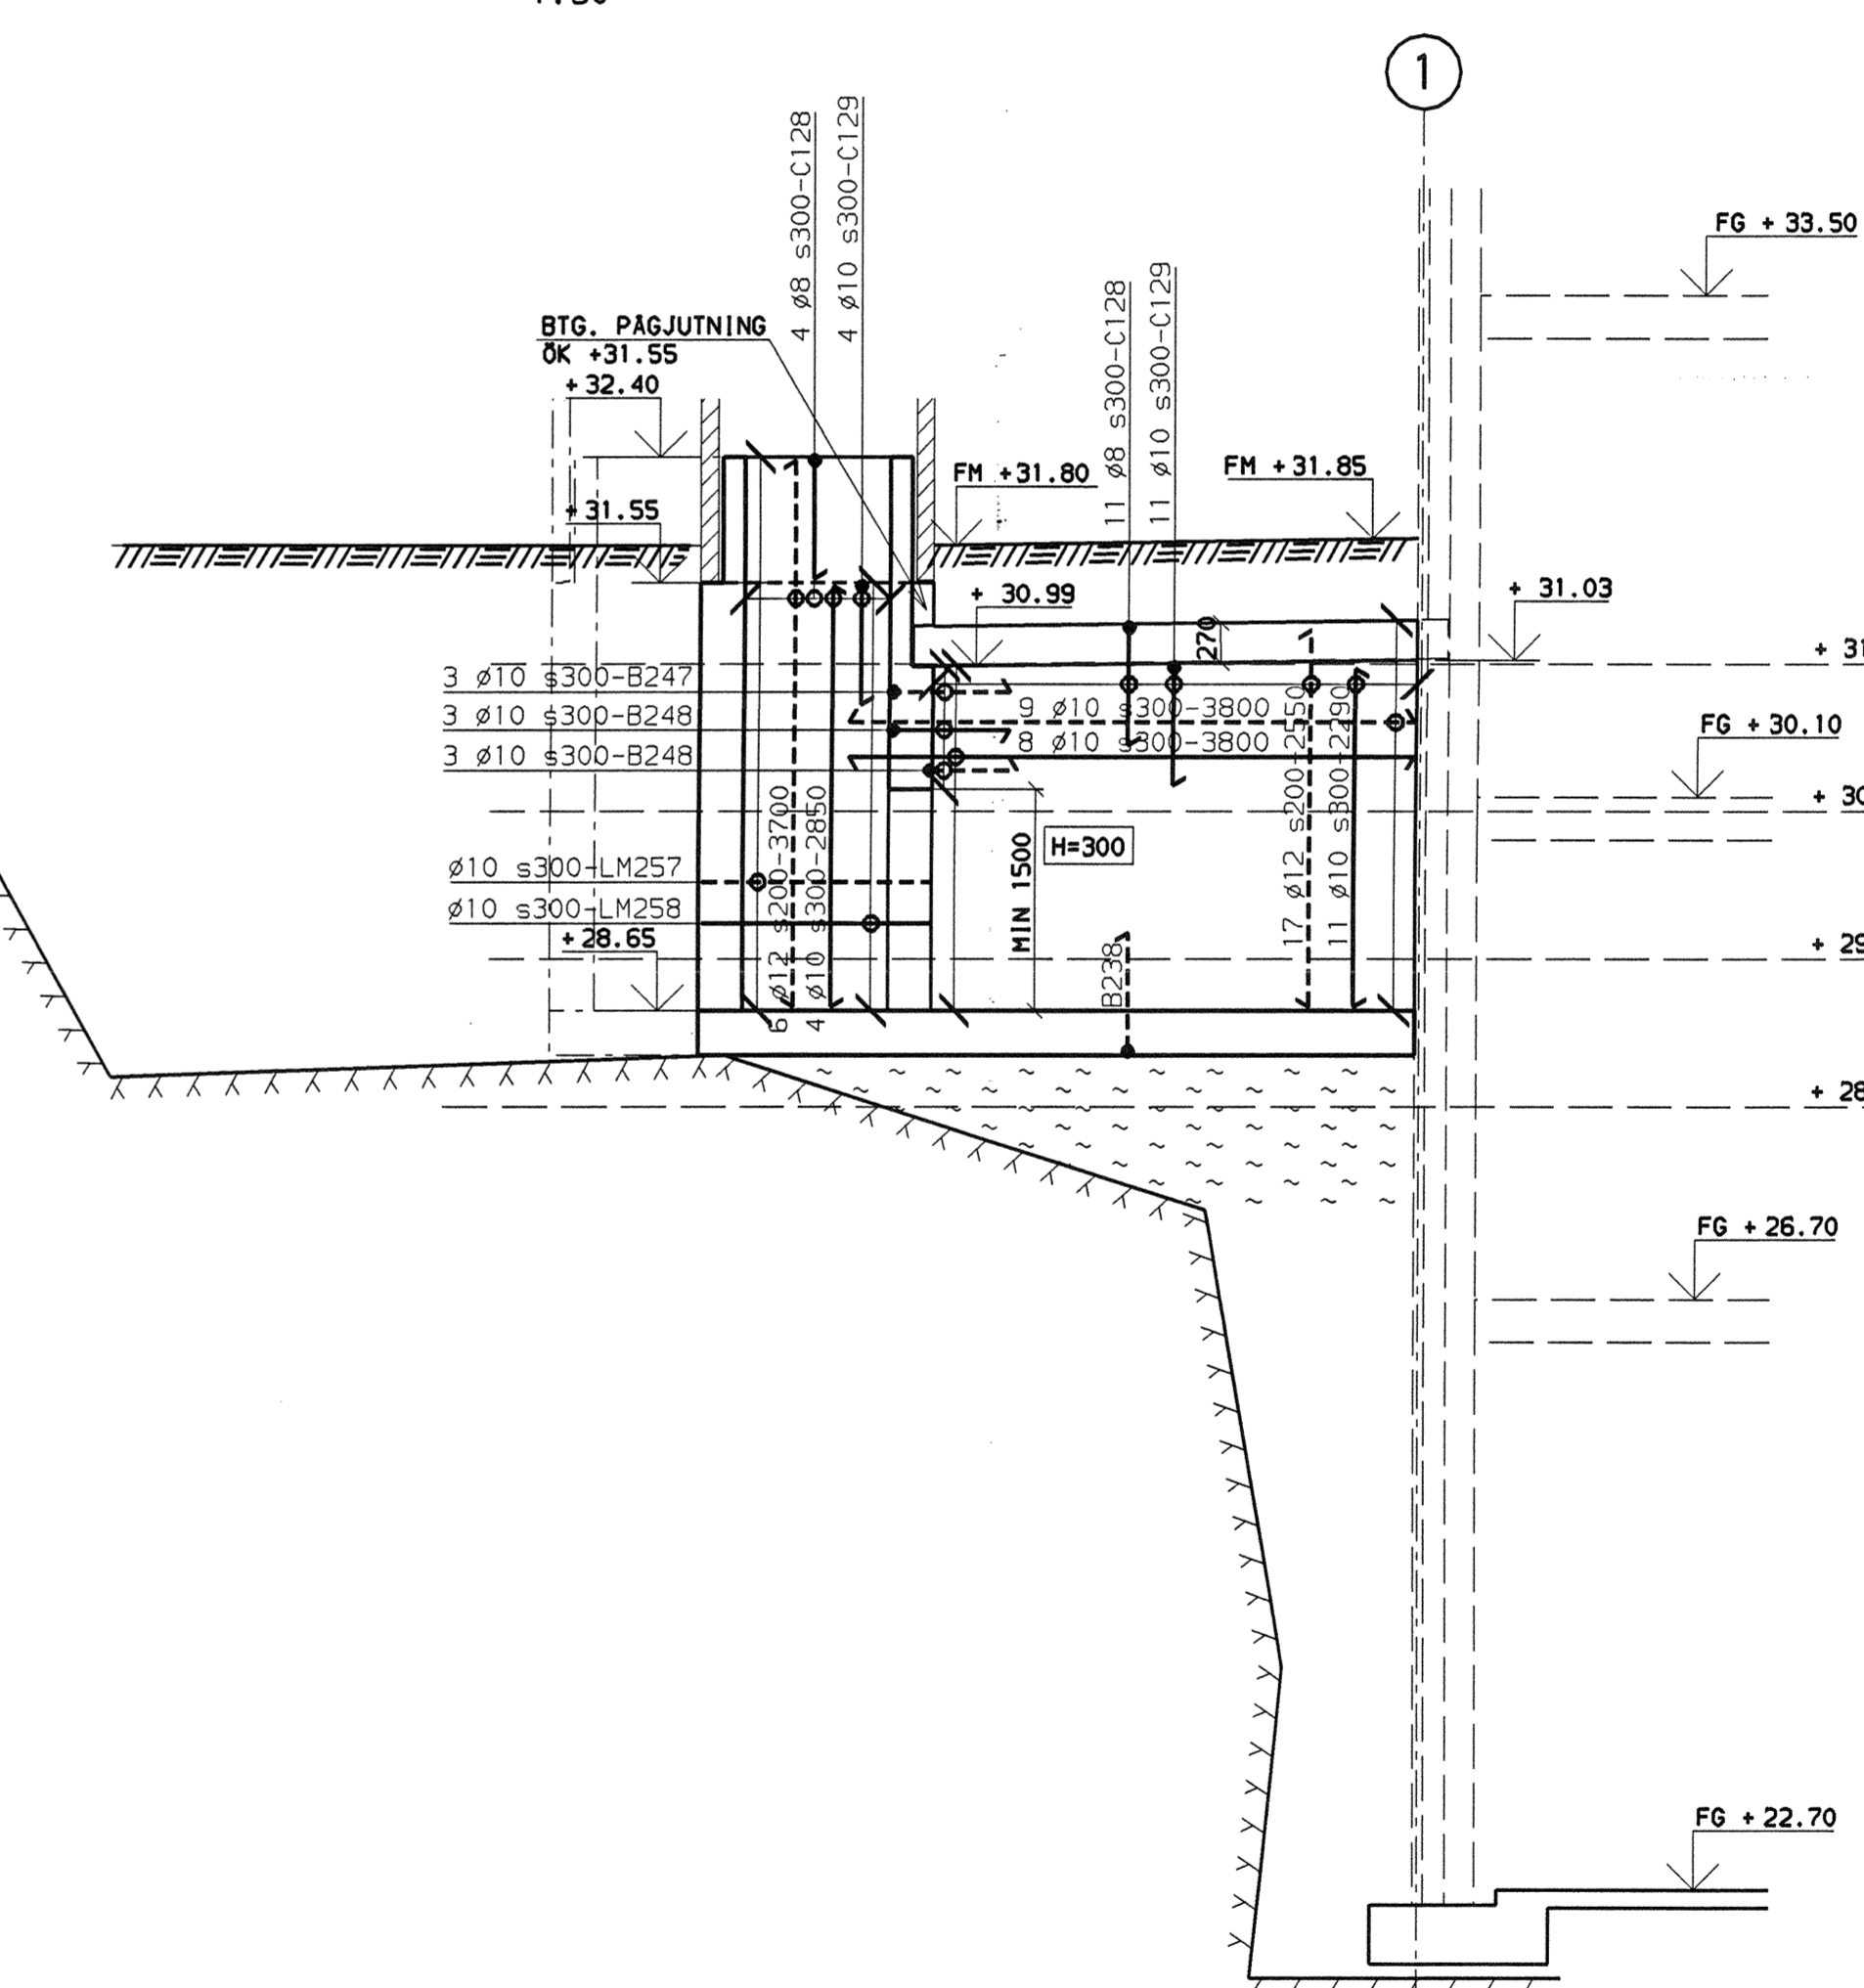 1
4 ø8 s300-C128
4 ø10 s300-C129
11 ø8 s300-C128
11 ø10 s300-C129
FG + 33.50
BTG. PÅGJUTNING
ÖK +31.55
+ 32.40
FM +31.80
FM +31.85
+ 31.55
+ 30.99
+ 31.03
270
+ 31
3 ø10 s300-B247
3 ø10 s300-B248
3 ø10 s300-B248
9 ø10 s300-3800
8 ø10 s300-3800
FG + 30.10
+ 30
6 ø12 s200-3700
4 ø10 s300-2850
MIN 1500
H=300
17 ø12 s200-2550
11 ø10 s300-2290
ø10 s300-LM257
ø10 s300-LM258
+ 28.65
B238
+ 29
+ 28
FG + 26.70
FG + 22.70